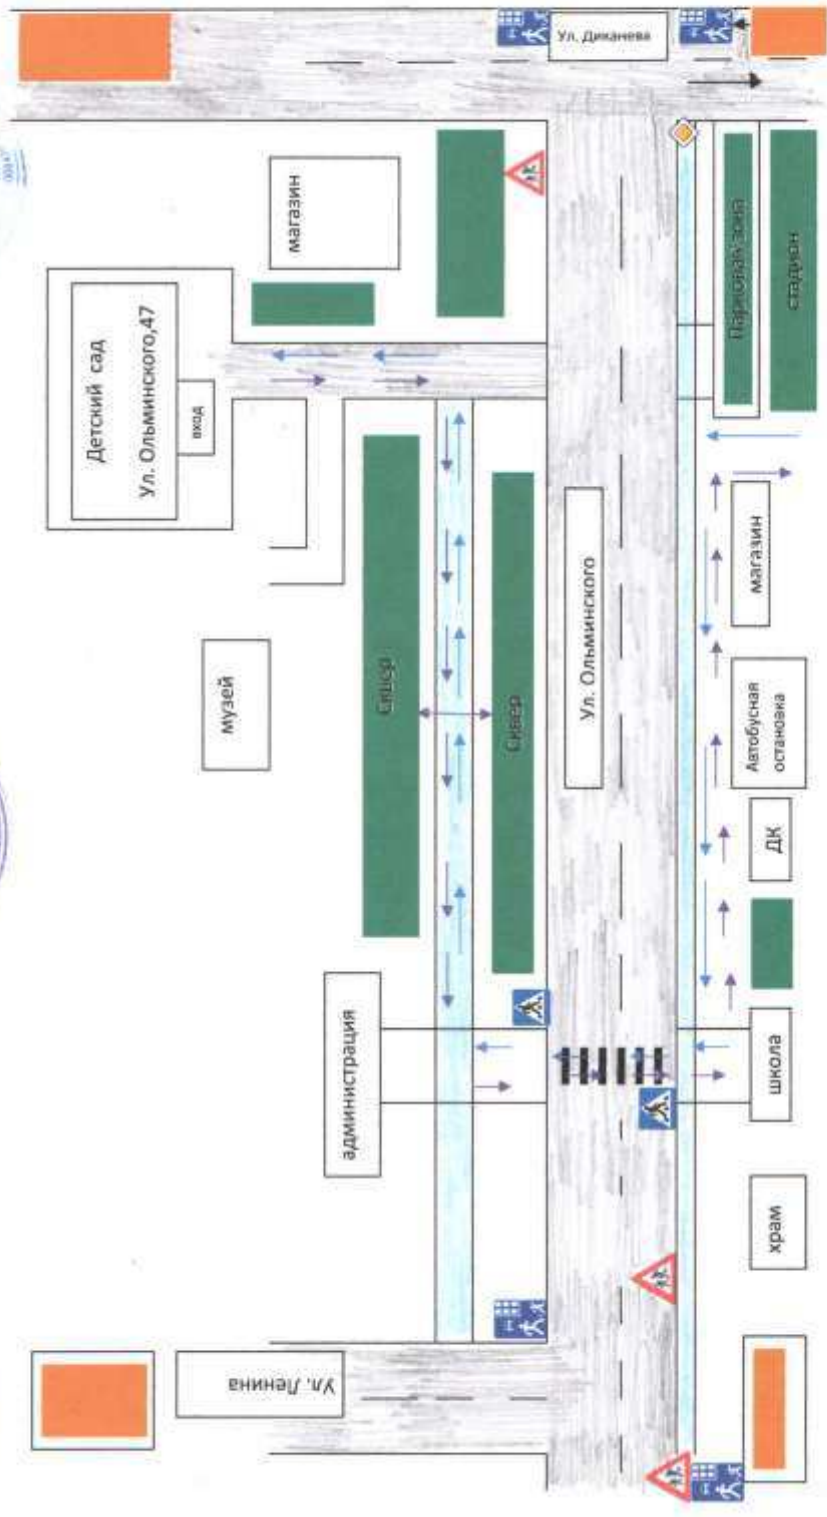 Ул. Диканева
магазин
Детский сад
Ул. Ольминского,47
вход
Парковая зона
стадион
музей
Сквер
Сквер
Ул. Ольминского
магазин
Автобусная
остановка
ДК
администрация
школа
храм
Ул. Ленина